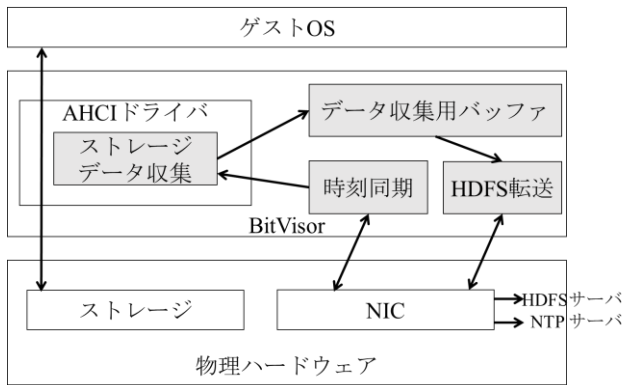 ゲストOS
AHCIドライバ
データ収集用バッファ
ストレージ
データ収集
時刻同期
HDFS転送
BitVisor
ストレージ
NIC
HDFSサーバ
NTPサーバ
物理ハードウェア